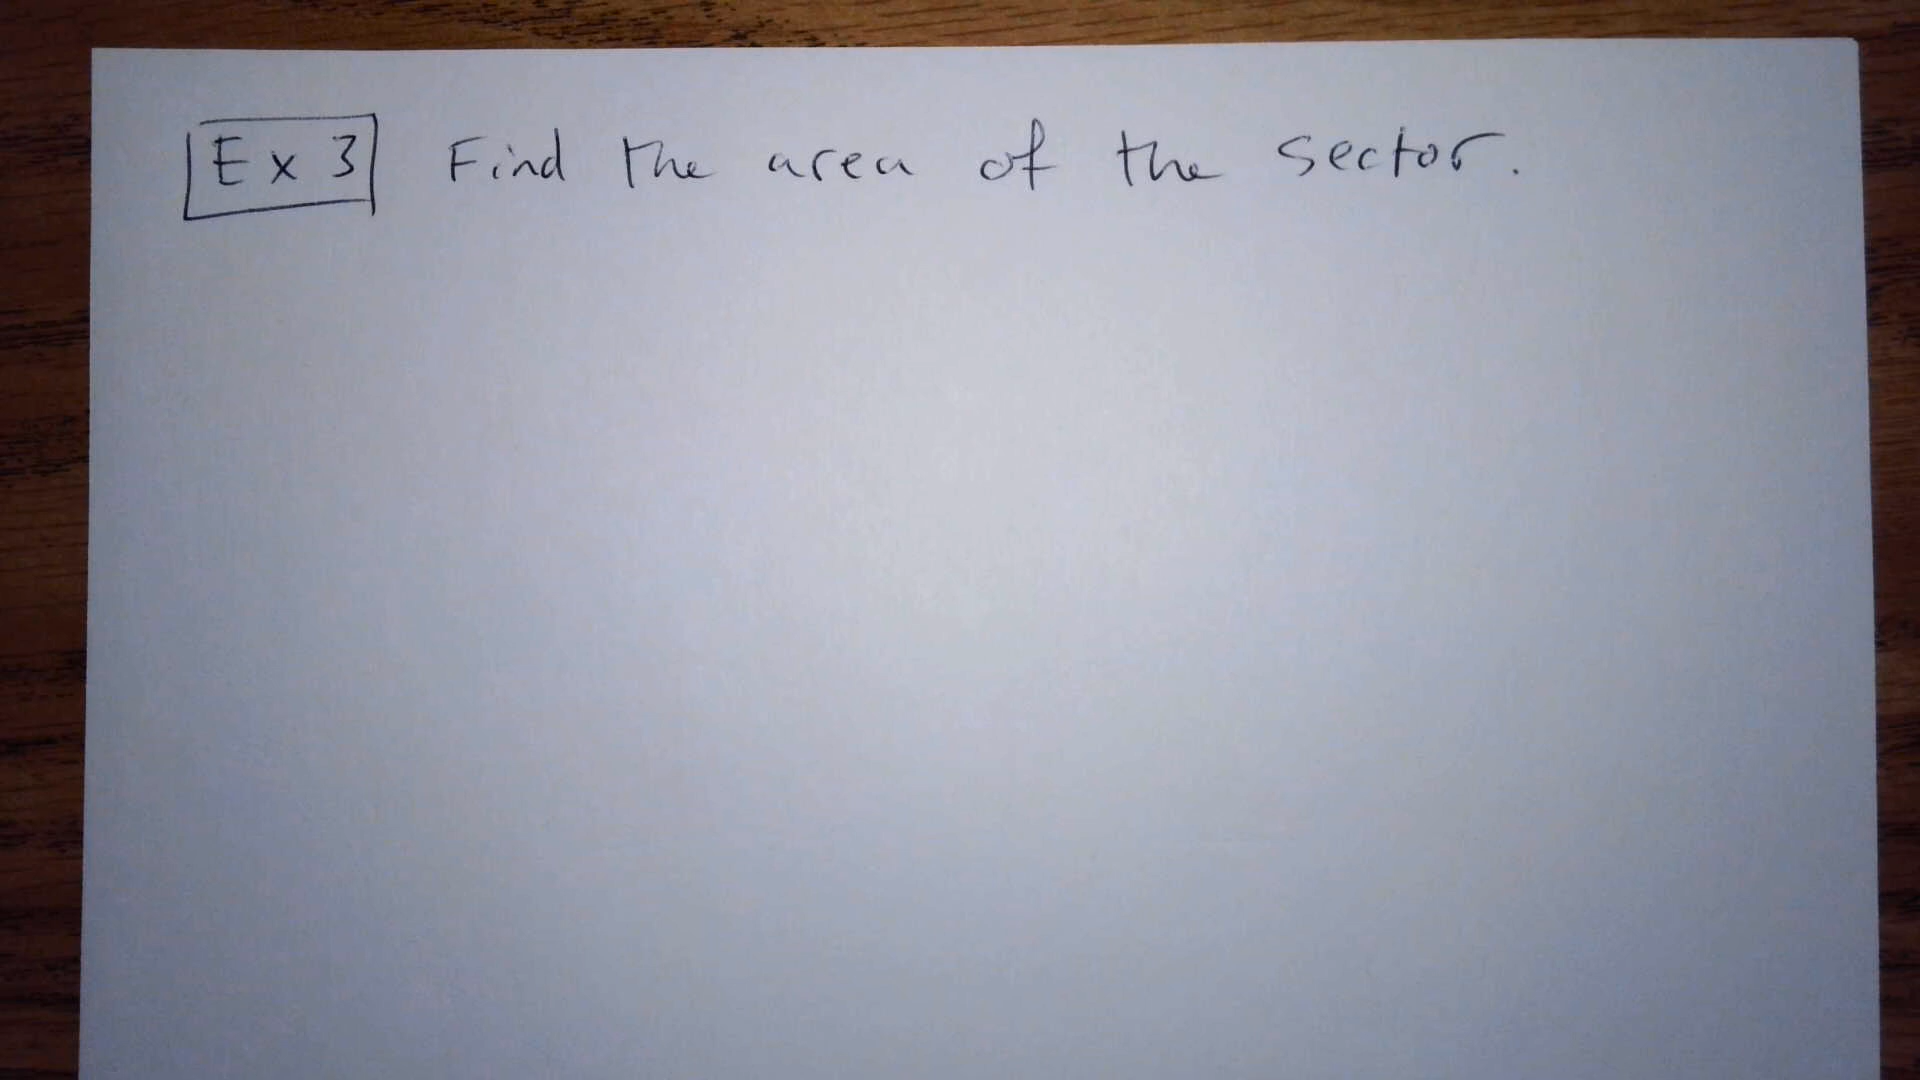 Ex 3 Find the area of the sector.